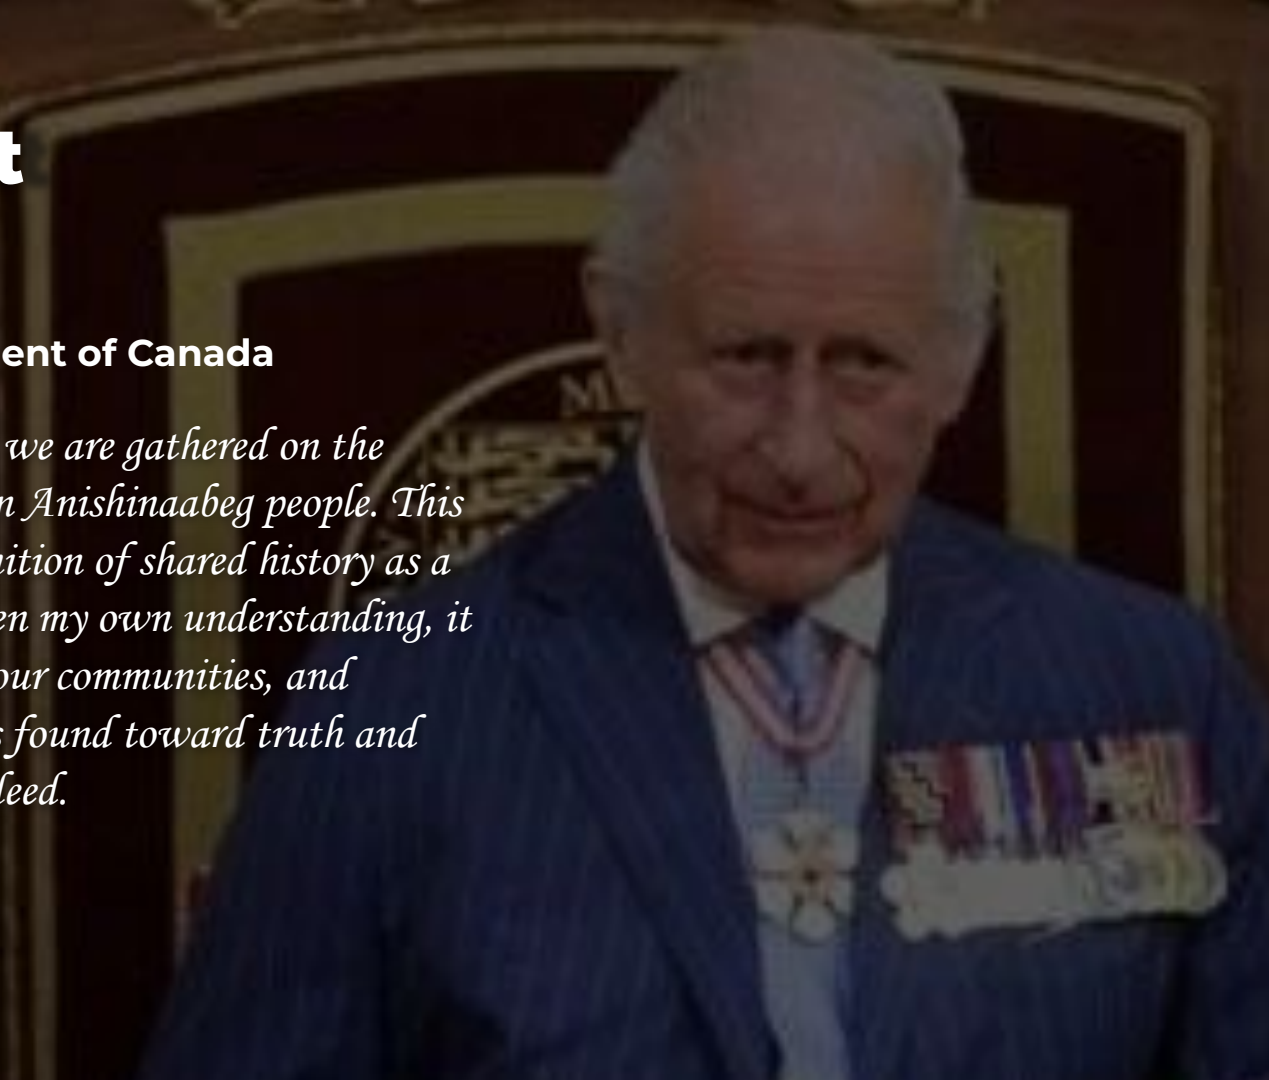 t
ent of Canada
we are gathered on the
n Anishinaabeg people. This
ition of shared history as a
en my own understanding, it
our communities, and
s found toward truth and
leed.
M